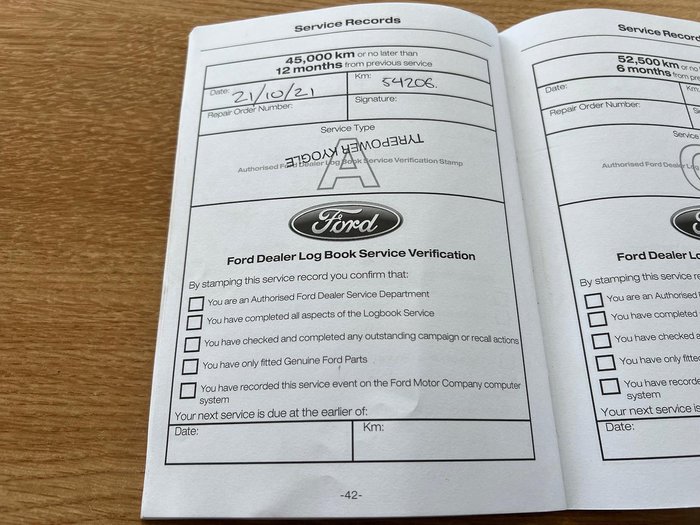 Service Records
45,000 km or no later than
12 months from previous service
Date: 21/10/21
Km: 54206.
Repair Order Number:
Signature:
Service Type
A
TYREPOWER KYOGLE
Authorised Ford Dealer Log Book Service Verification Stamp
Ford
Ford Dealer Log Book Service Verification
By stamping this service record you confirm that:
You are an Authorised Ford Dealer Service Department
You have completed all aspects of the Logbook Service
You have checked and completed any outstanding campaign or recall actions
You have only fitted Genuine Ford Parts
You have recorded this service event on the Ford Motor Company computer
system
Your next service is due at the earlier of:
Date:
Km:
-42-
Service Record
52,500 km or no
6 months from pre
Date:
Km:
Repair Order Number:
Service
Authorised Ford Dealer Log
Ford Dealer Lo
By stamping this service re
You are an Authorised F
You have completed
You have checked a
You have only fitte
You have recorde
system
Your next service is
Date: